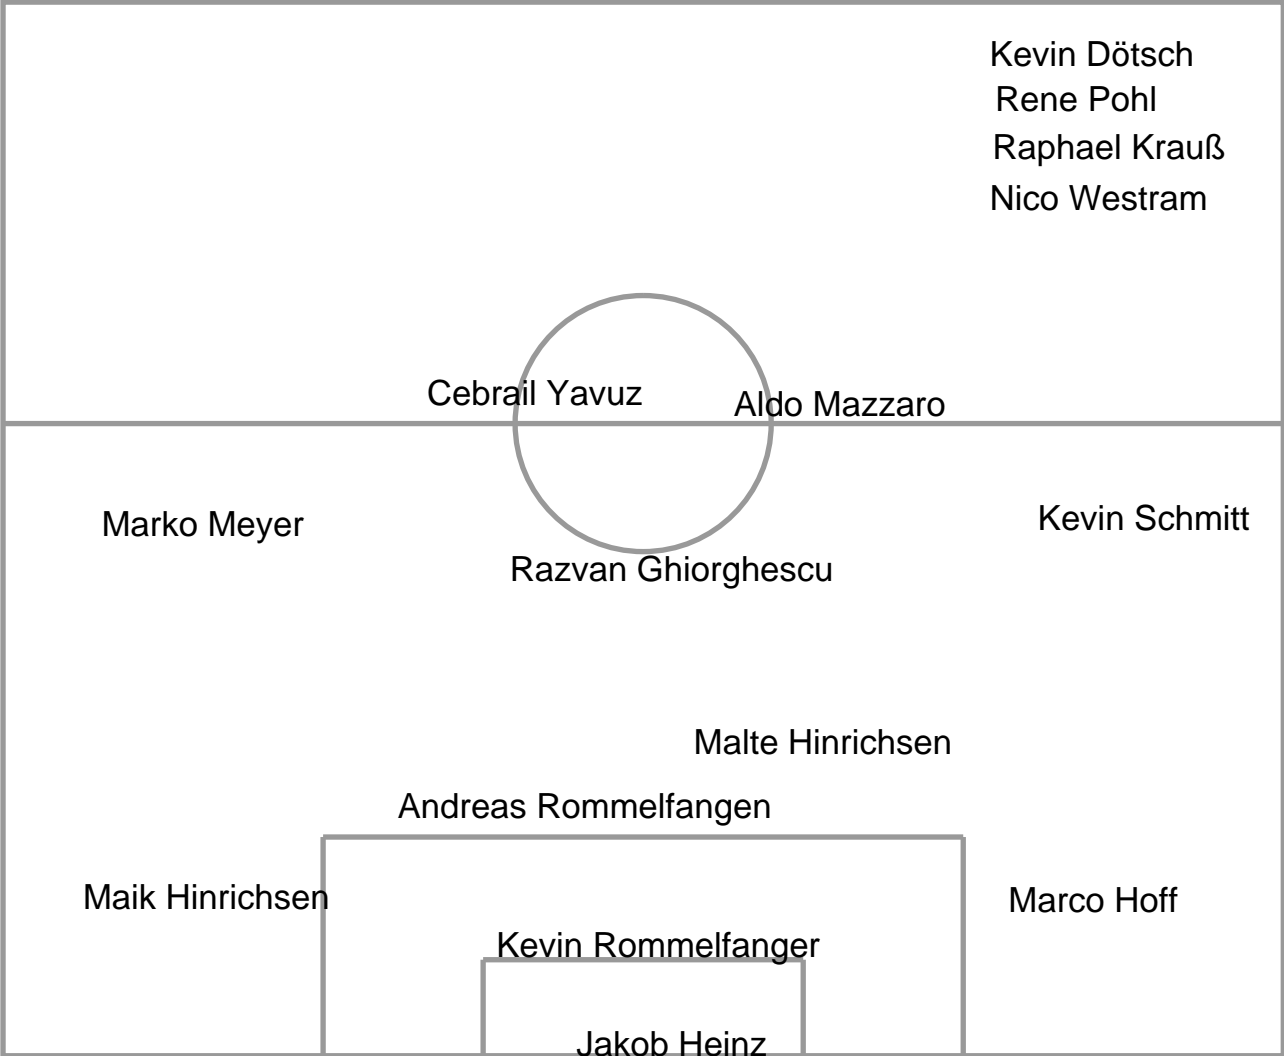 Kevin Dötsch
Rene Pohl
Raphael Krauß
Nico Westram
Cebrail Yavuz
Aldo Mazzaro
Marko Meyer
Kevin Schmitt
Razvan Ghiorghescu
Malte Hinrichsen
Andreas Rommelfangen
Maik Hinrichsen
Marco Hoff
Kevin Rommelfanger
Jakob Heinz